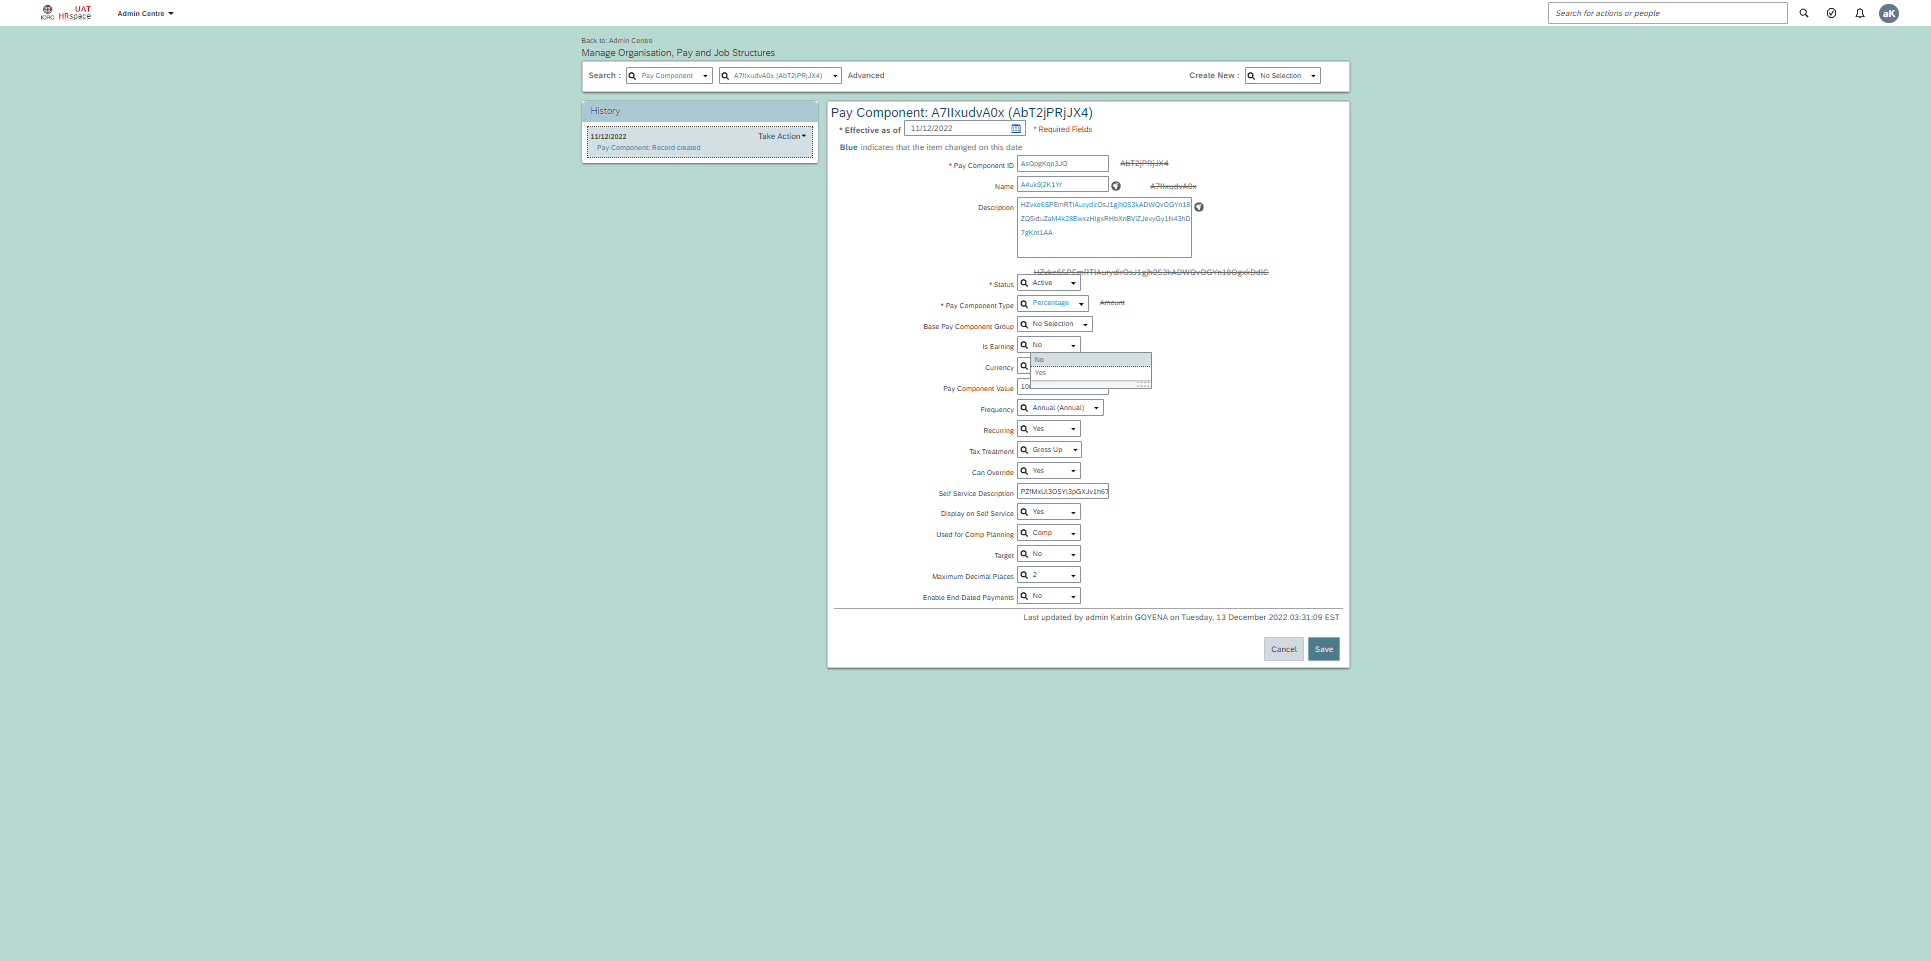 ICRC UAT HRspace Admin Centre Search for actions or people aK
Back to: Admin Centre
Manage Organisation, Pay and Job Structures
Search : Pay Component A7IIxudvA0x (AbT2jPRjJX4) Advanced Create New : No Selection
History
11/12/2022 Take Action
Pay Component: Record created
Pay Component: A7IIxudvA0x (AbT2jPRjJX4)
* Effective as of 11/12/2022 * Required Fields
Blue indicates that the item changed on this date
* Pay Component ID AsOpgKqn3JQ AbT2jPRjJX4
Name A4uk9j2K1Yr A7IIxudvA0x
Description HZvke6SPEmRTIAurydirOsJ1gjh0S3kADWQvOGYn18
ZQ5iduZaM4k28EwxzHIgxRHbXnBViZJevyGy1N43hD
7gKnt1AA
HZvke6SPEmRTIAurydirOsJ1gjh0S3kADWQvOGYn18OgxkDdlC
* Status Active
* Pay Component Type Percentage Amount
Base Pay Component Group No Selection
Is Earning No
No
Currency
Yes
Pay Component Value 10
Frequency Annual (Annual)
Recurring Yes
Tax Treatment Gross Up
Can Override Yes
Self Service Description PZfMxUl3OSYl3pGXJv1h67
Display on Self Service Yes
Used for Comp Planning Comp
Target No
Maximum Decimal Places 2
Enable End-Dated Payments No
Last updated by admin Katrin GOYENA on Tuesday, 13 December 2022 03:31:09 EST
Cancel Save